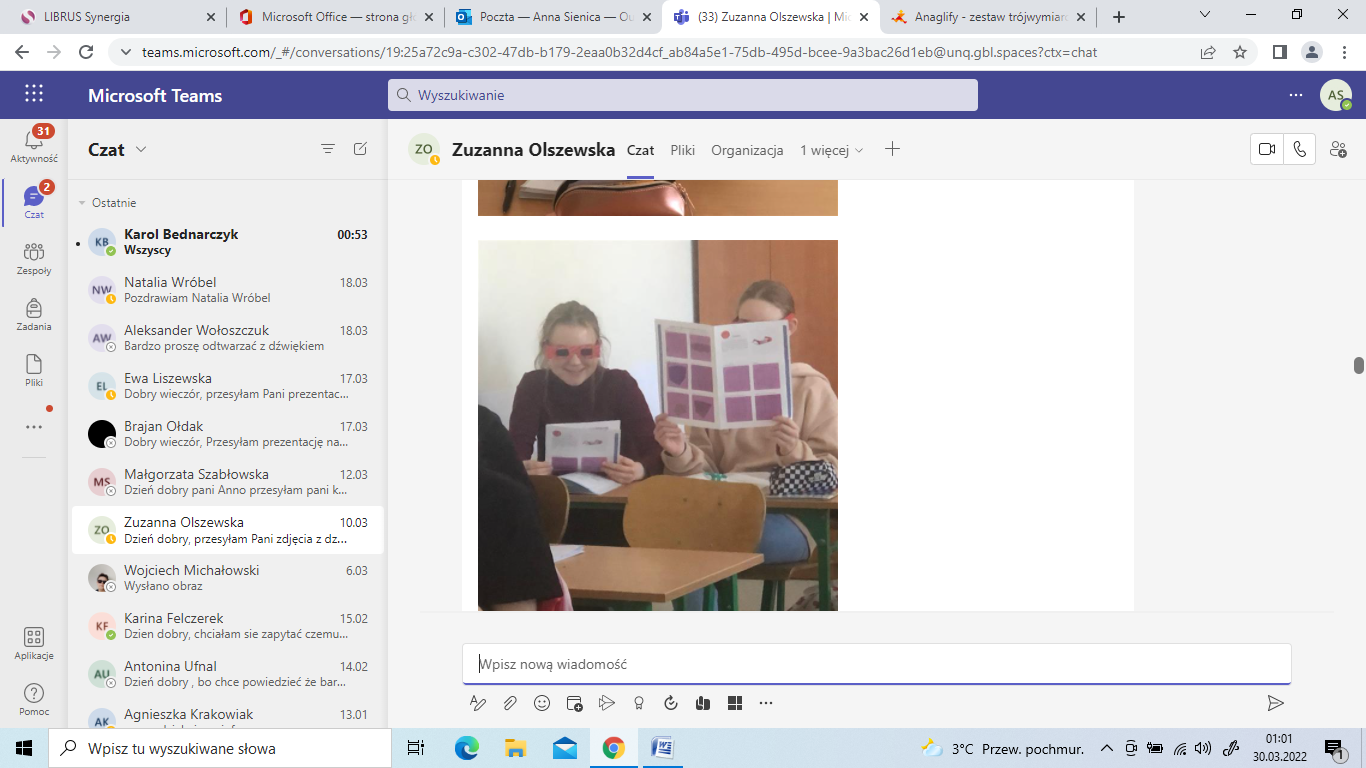 LIBRUS Synergia
Microsoft Office — strona gł
Poczta — Anna Sienica — Ou
(33) Zuzanna Olszewska | Mic
Anaglify - zestaw trójwymiaro
teams.microsoft.com/_#/conversations/19:25a72c9a-c302-47db-b179-2eaa0b32d4cf_ab84a5e1-75db-495d-bcee-9a3bac26d1eb@unq.gbl.spaces?ctx=chat
Microsoft Teams
Wyszukiwanie
AS
31
Aktywność
2
Czat
Zespoły
Zadania
Pliki
Aplikacje
Pomoc
Czat
Ostatnie
KB
Karol Bednarczyk 00:53
Wszyscy
NW
Natalia Wróbel 18.03
Pozdrawiam Natalia Wróbel
AW
Aleksander Wołoszczuk 18.03
Bardzo proszę odtwarzać z dźwiękiem
EL
Ewa Liszewska 17.03
Dobry wieczór, przesyłam Pani prezentac...
Brajan Ołdak 17.03
Dobry wieczór, Przesyłam prezentację na...
MS
Małgorzata Szabłowska 12.03
Dzień dobry pani Anno przesyłam pani k...
ZO
Zuzanna Olszewska 10.03
Dzień dobry, przesyłam Pani zdjęcia z dz...
Wojciech Michałowski 6.03
Wysłano obraz
KF
Karina Felczerek 15.02
Dzien dobry, chciałam sie zapytać czemu...
AU
Antonina Ufnal 14.02
Dzień dobry , bo chce powiedzieć że bar...
AK
Agnieszka Krakowiak 13.01
ZO
Zuzanna Olszewska Czat Pliki Organizacja 1 więcej
Wpisz nową wiadomość
Wpisz tu wyszukiwane słowa
3°C Przew. pochmur.
01:01
30.03.2022
1